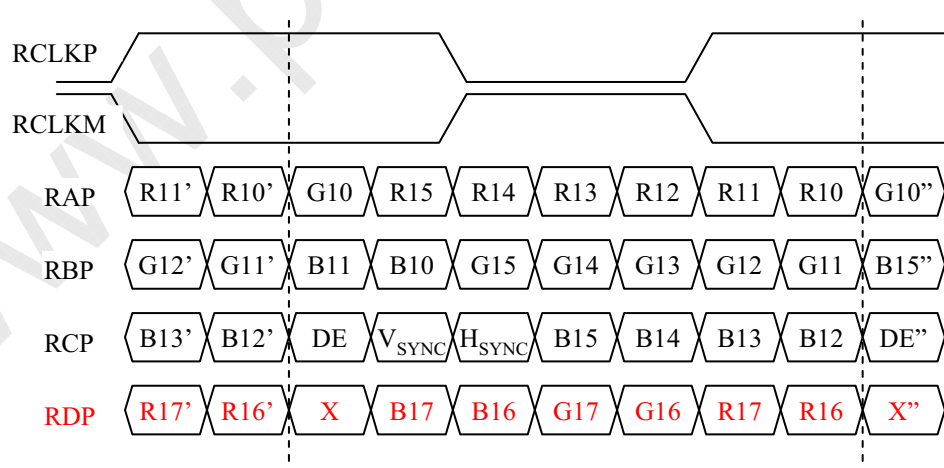 RCLKP
RCLKM
RAP R11’ R10’ G10 R15 R14 R13 R12 R11 R10 G10”
RBP G12’ G11’ B11 B10 G15 G14 G13 G12 G11 B15”
RCP B13’ B12’ DE VSYNC HSYNC B15 B14 B13 B12 DE”
RDP R17’ R16’ X B17 B16 G17 G16 R17 R16 X”